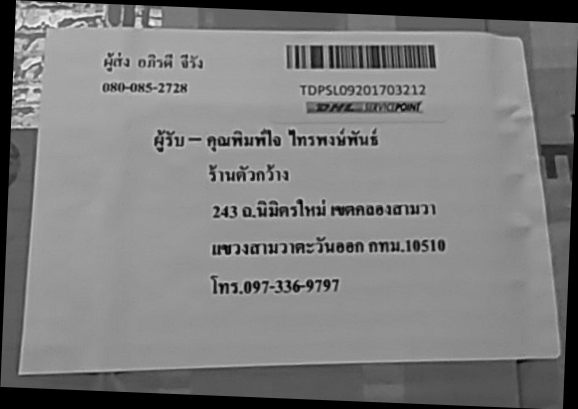 ผู้ส่ง อภิวดี จีวัง
080-085-2728
TDPSL09201703212
DHL SERVICEPOINT
ผู้รับ – คุณพิมพ์ใจ ไทรพงษ์พันธ์
ร้านตัวกว้าง
243 ถ.นิมิตรใหม่ เขตคลองสามวา
แขวงสามวาตะวันออก กทม.10510
โทร.097-336-9797